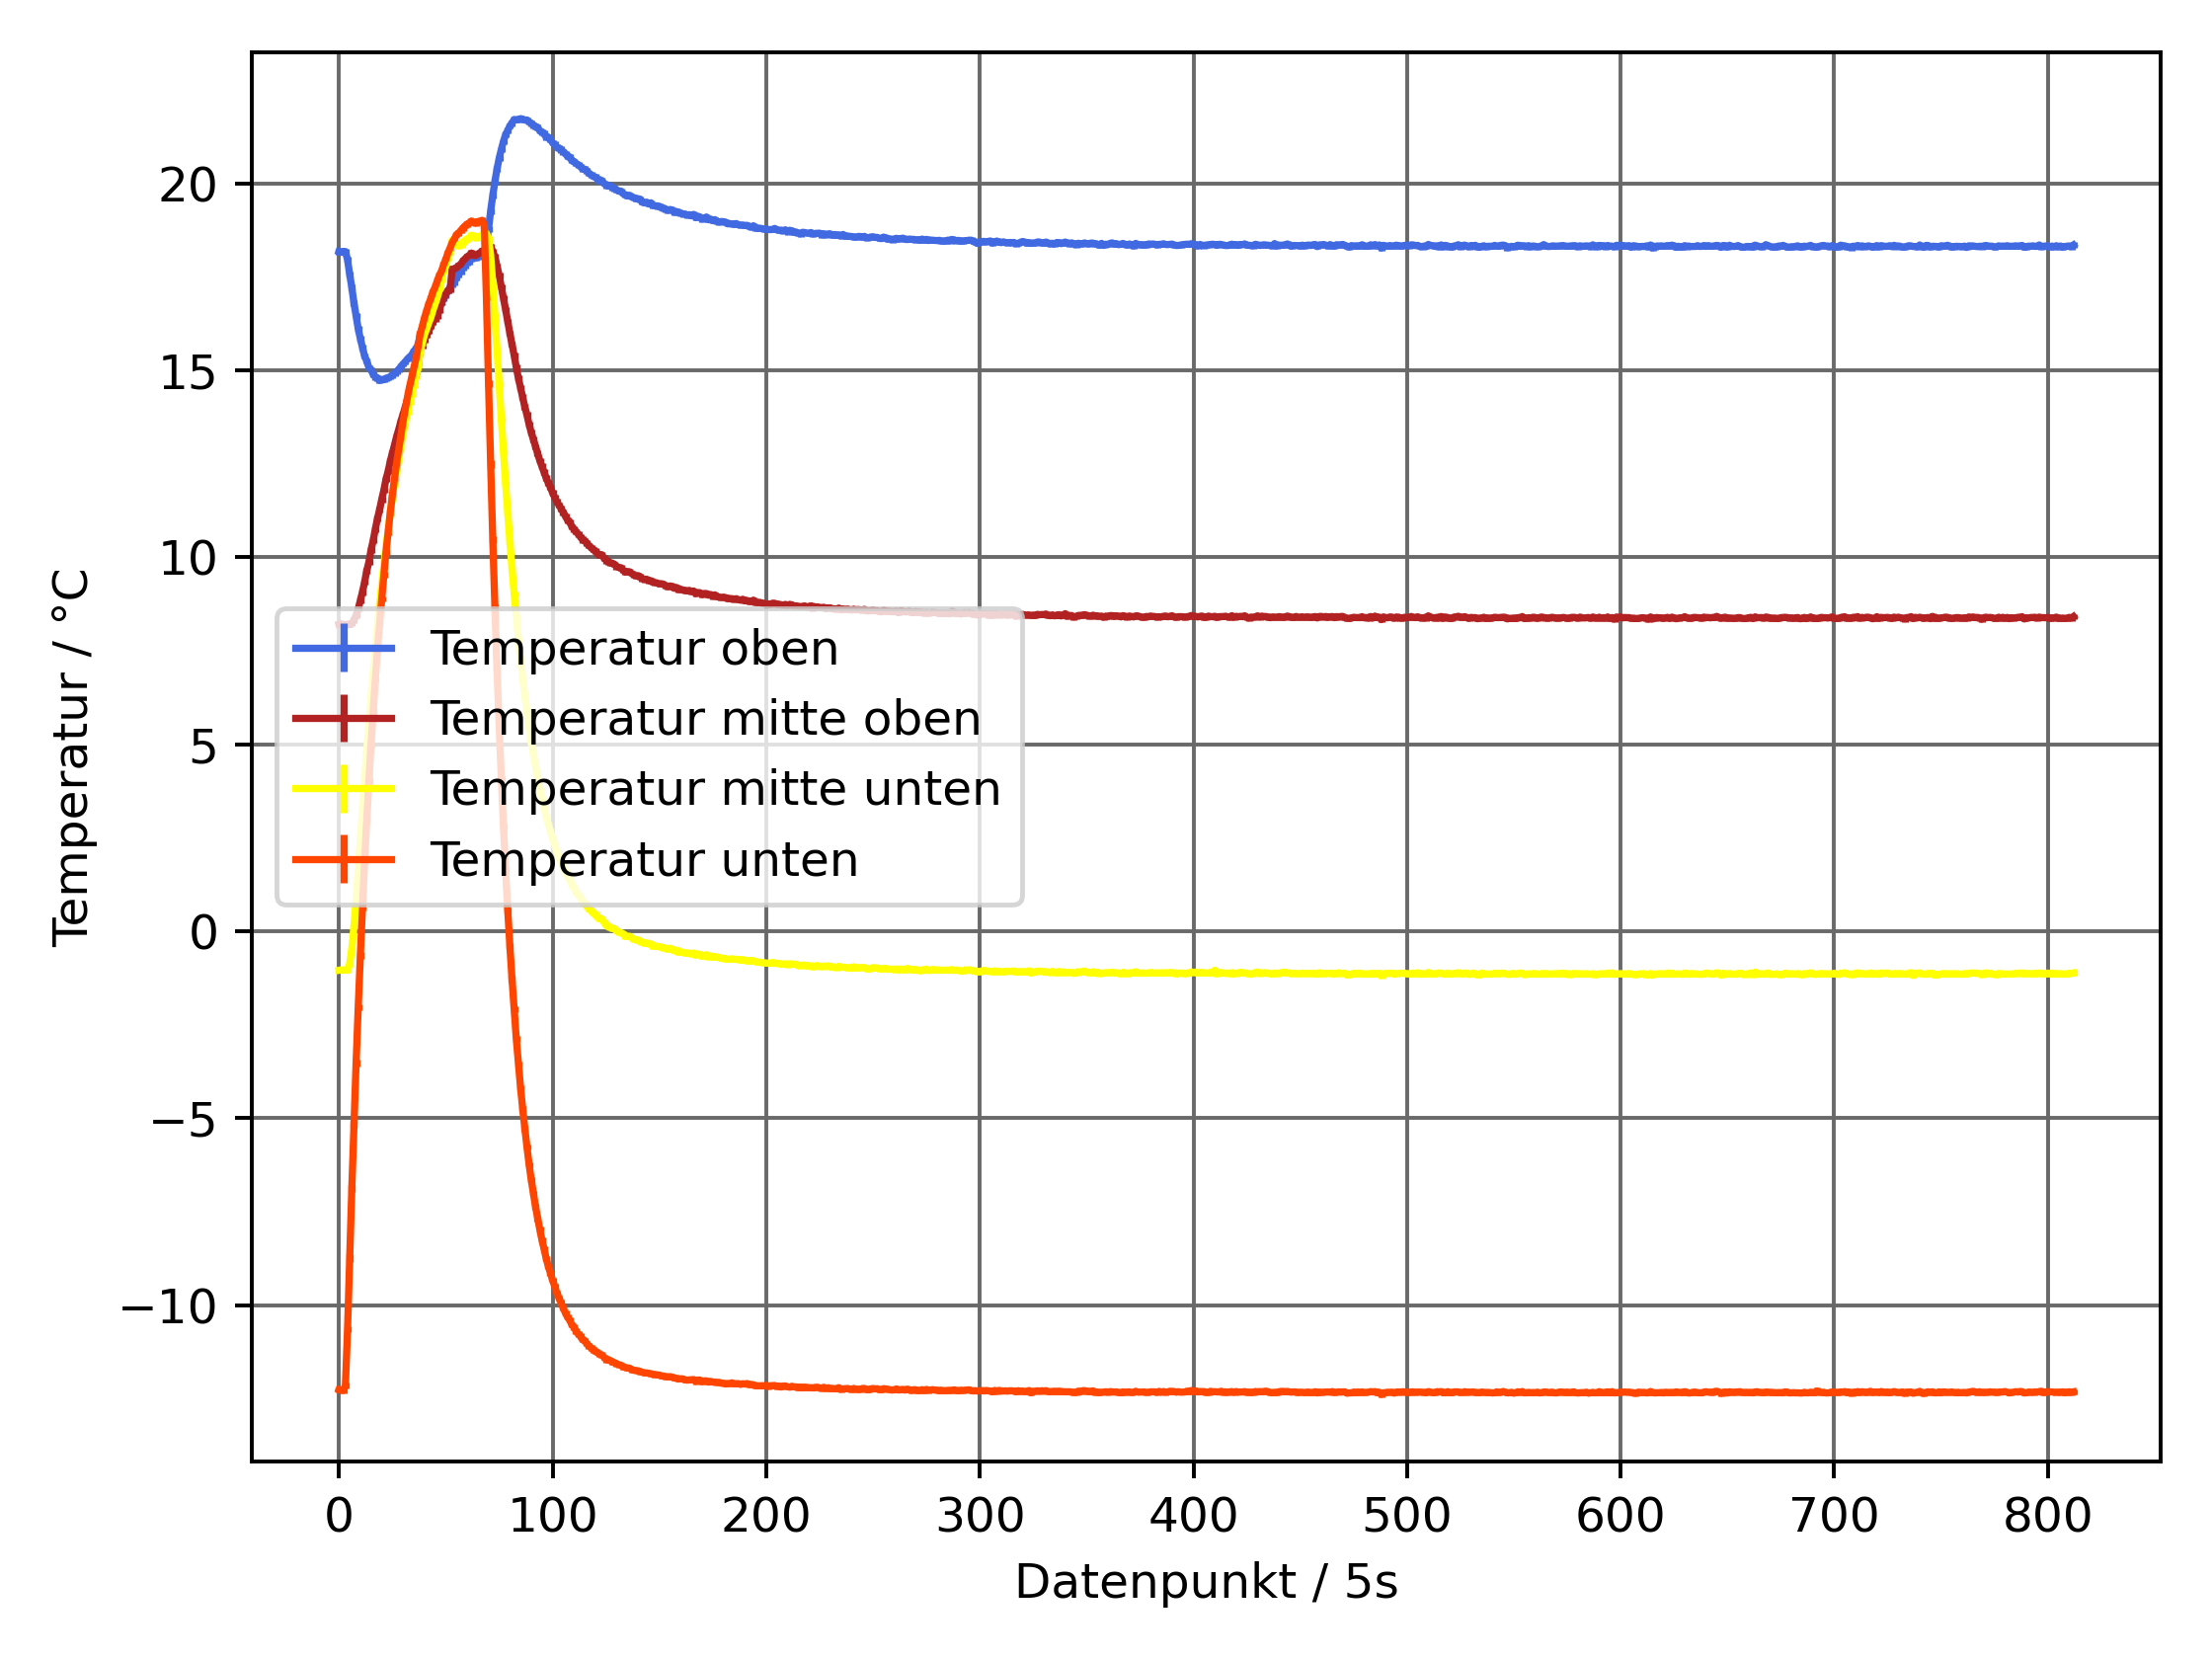 20
15
10
5
0
−5
−10
Temperatur / °C
Temperatur oben
Temperatur mitte oben
Temperatur mitte unten
Temperatur unten
0 100 200 300 400 500 600 700 800
Datenpunkt / 5s